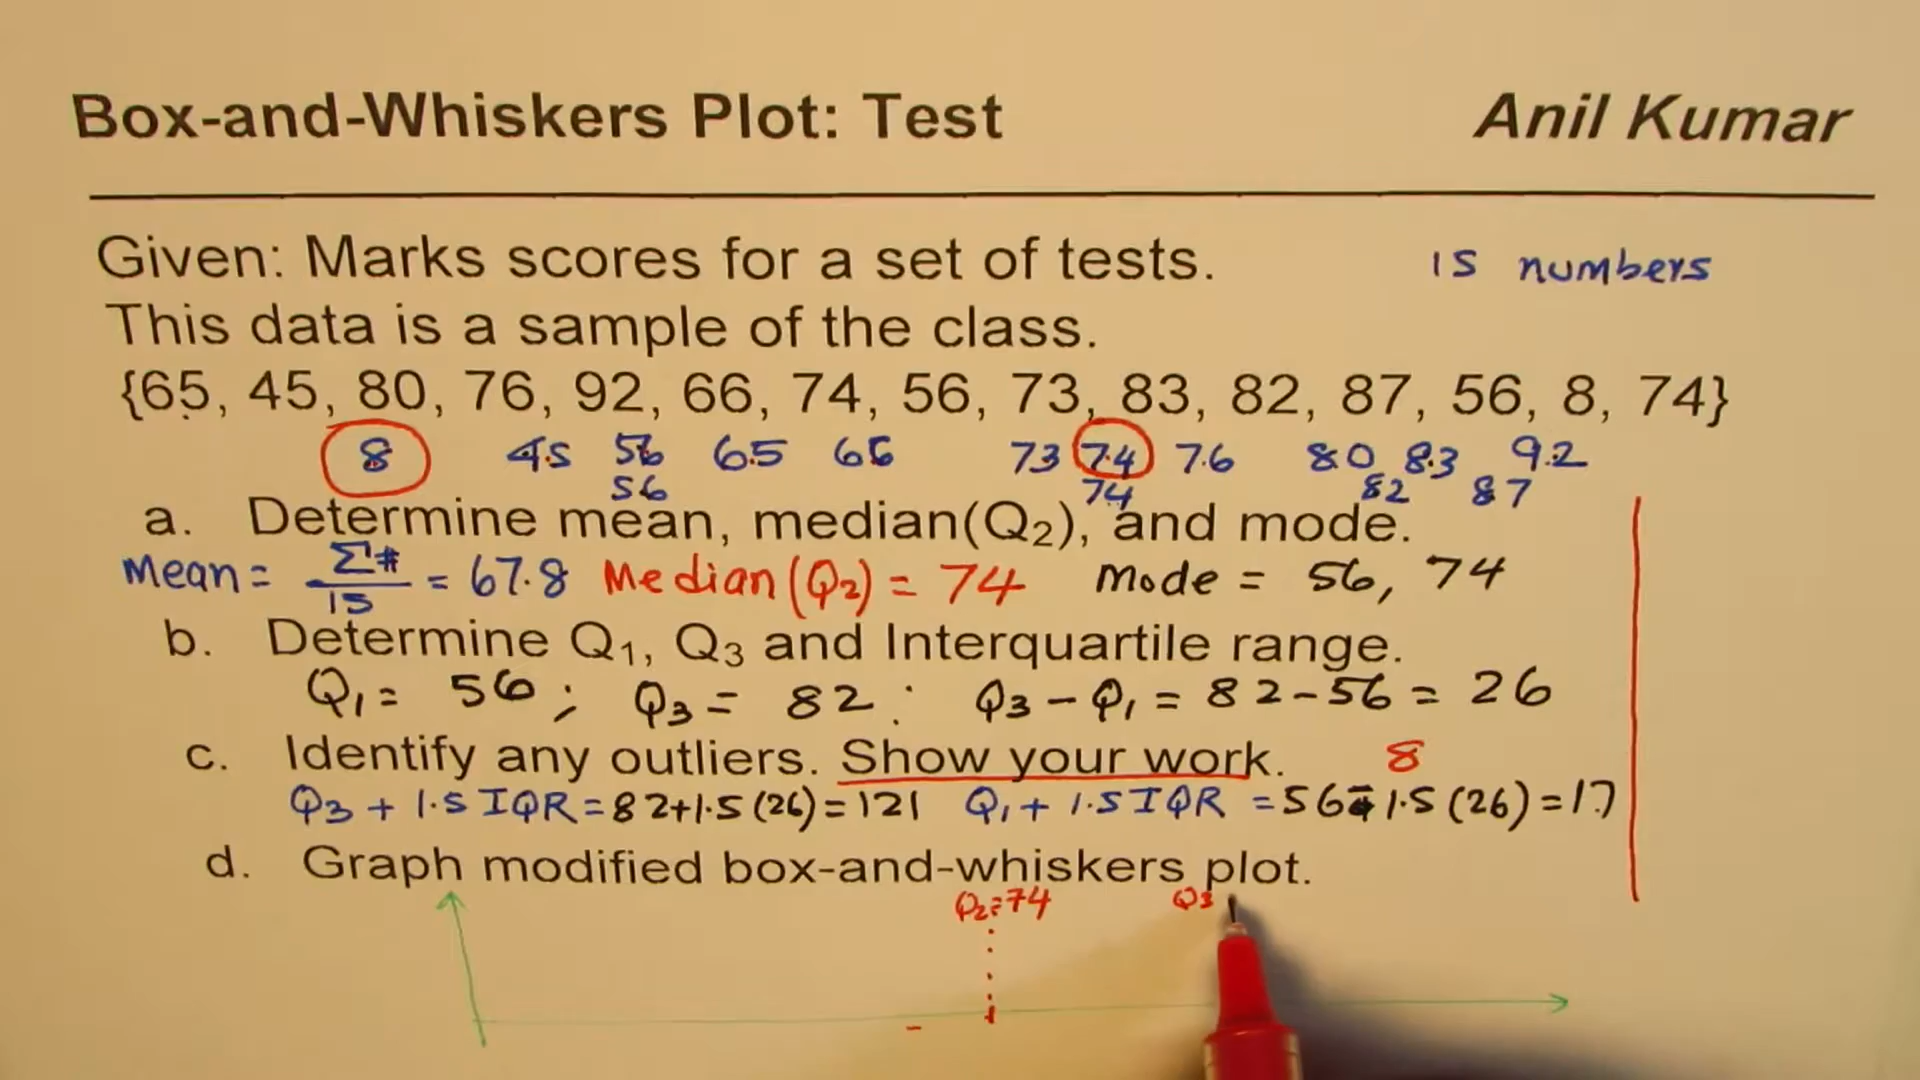 Box-and-Whiskers Plot: Test Anil Kumar
Given: Marks scores for a set of tests. 15 numbers
This data is a sample of the class.
{65, 45, 80, 76, 92, 66, 74, 56, 73, 83, 82, 87, 56, 8, 74}
8 45 56 65 66 73 74 76 80 83 92
56 74 82 87
a. Determine mean, median(Q₂), and mode.
Mean = Σ# / 15 = 67.8 Median (Q₂) = 74 Mode = 56, 74
b. Determine Q₁, Q₃ and Interquartile range.
Q₁ = 56 ; Q₃ = 82 : Q₃ - Q₁ = 82 - 56 = 26
c. Identify any outliers. Show your work. 8
Q₃ + 1.5 IQR = 82+1.5 (26) = 121 Q₁ + 1.5 IQR = 56 - 1.5 (26) = 17
d. Graph modified box-and-whiskers plot.
Q₂=74 Q₃